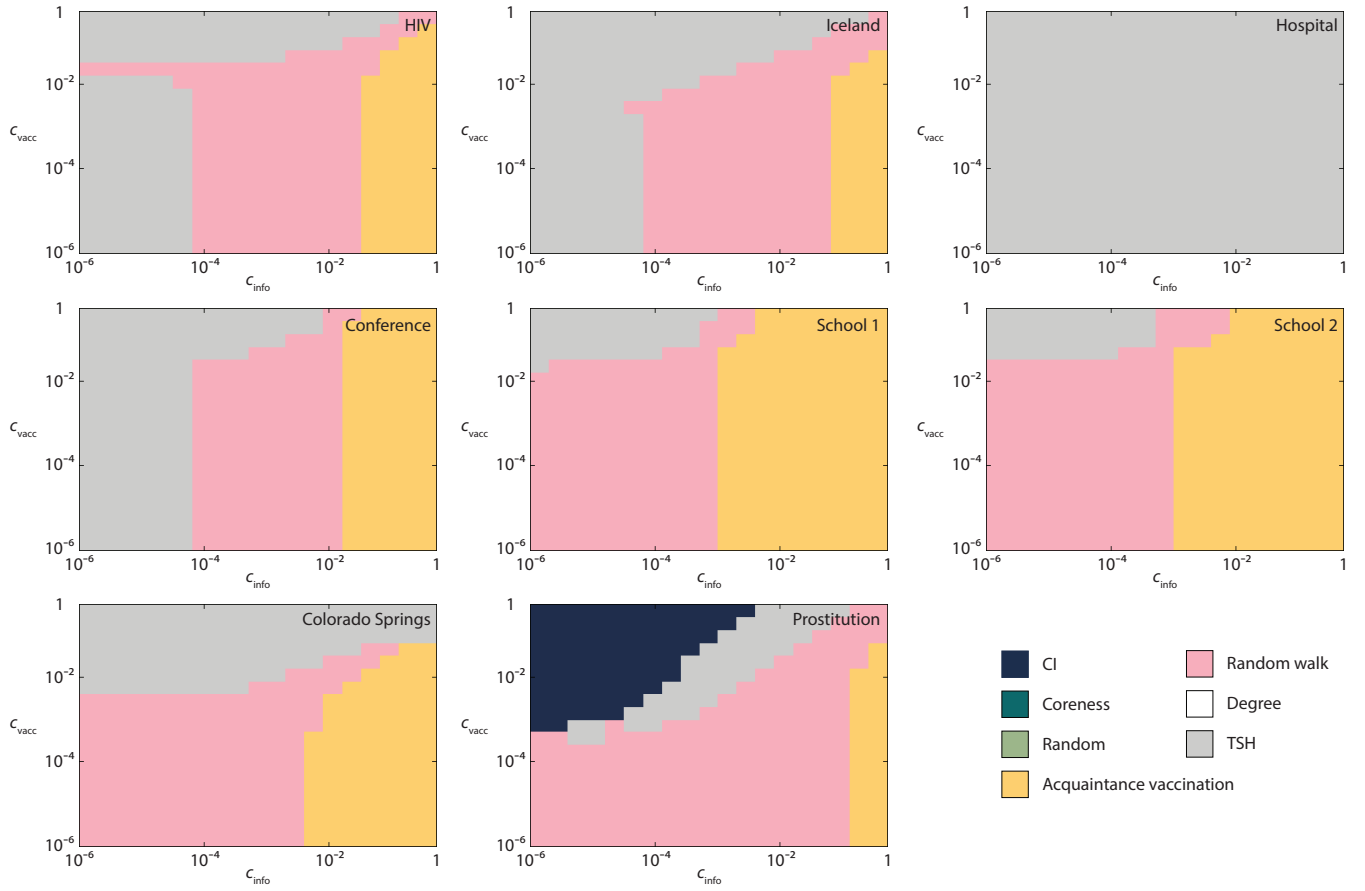 HIV
1
10⁻²
c_vacc
10⁻⁴
10⁻⁶
10⁻⁶ 10⁻⁴ 10⁻² 1
c_info
Iceland
1
10⁻²
c_vacc
10⁻⁴
10⁻⁶
10⁻⁶ 10⁻⁴ 10⁻² 1
c_info
Hospital
1
10⁻²
c_vacc
10⁻⁴
10⁻⁶
10⁻⁶ 10⁻⁴ 10⁻² 1
c_info
Conference
1
10⁻²
c_vacc
10⁻⁴
10⁻⁶
10⁻⁶ 10⁻⁴ 10⁻² 1
c_info
School 1
1
10⁻²
c_vacc
10⁻⁴
10⁻⁶
10⁻⁶ 10⁻⁴ 10⁻² 1
c_info
School 2
1
10⁻²
c_vacc
10⁻⁴
10⁻⁶
10⁻⁶ 10⁻⁴ 10⁻² 1
c_info
Colorado Springs
1
10⁻²
c_vacc
10⁻⁴
10⁻⁶
10⁻⁶ 10⁻⁴ 10⁻² 1
c_info
Prostitution
1
10⁻²
c_vacc
10⁻⁴
10⁻⁶
10⁻⁶ 10⁻⁴ 10⁻² 1
c_info
CI
Coreness
Random
Acquaintance vaccination
Random walk
Degree
TSH